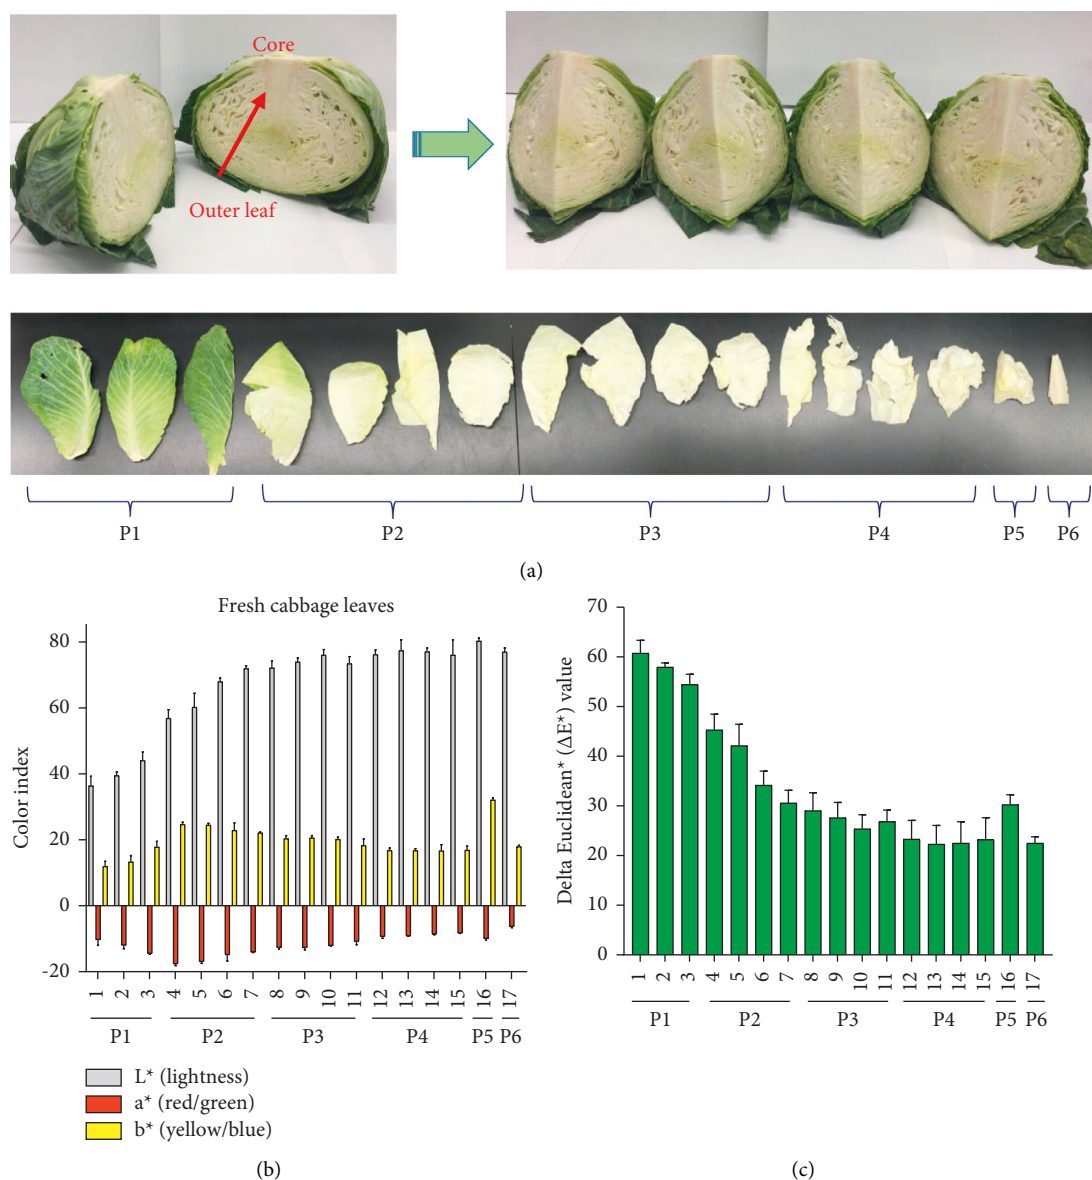 Core
Outer leaf
P1 P2 P3 P4 P5 P6
(a)
Fresh cabbage leaves
80
60
40
20
0
-20
Color index
1 2 3 4 5 6 7 8 9 10 11 12 13 14 15 16 17
P1 P2 P3 P4 P5 P6
L* (lightness)
a* (red/green)
b* (yellow/blue)
(b)
70
60
50
40
30
20
10
0
Delta Euclidean* (ΔE*) value
1 2 3 4 5 6 7 8 9 10 11 12 13 14 15 16 17
P1 P2 P3 P4 P5 P6
(c)